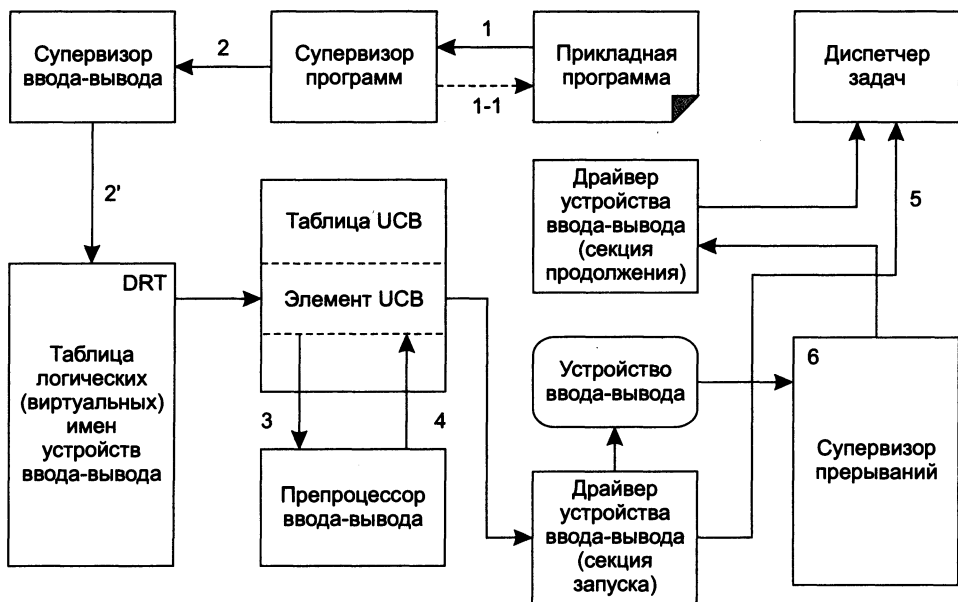 Супервизор
ввода-вывода
2
Супервизор
программ
1
1-1
Прикладная
программа
Диспетчер
задач
2'
Таблица UCB
Элемент UCB
Драйвер
устройства
ввода-вывода
(секция
продолжения)
5
DRT
Таблица
логических
(виртуальных)
имен
устройств
ввода-вывода
3
4
Препроцессор
ввода-вывода
Устройство
ввода-вывода
6
Супервизор
прерываний
Драйвер
устройства
ввода-вывода
(секция
запуска)